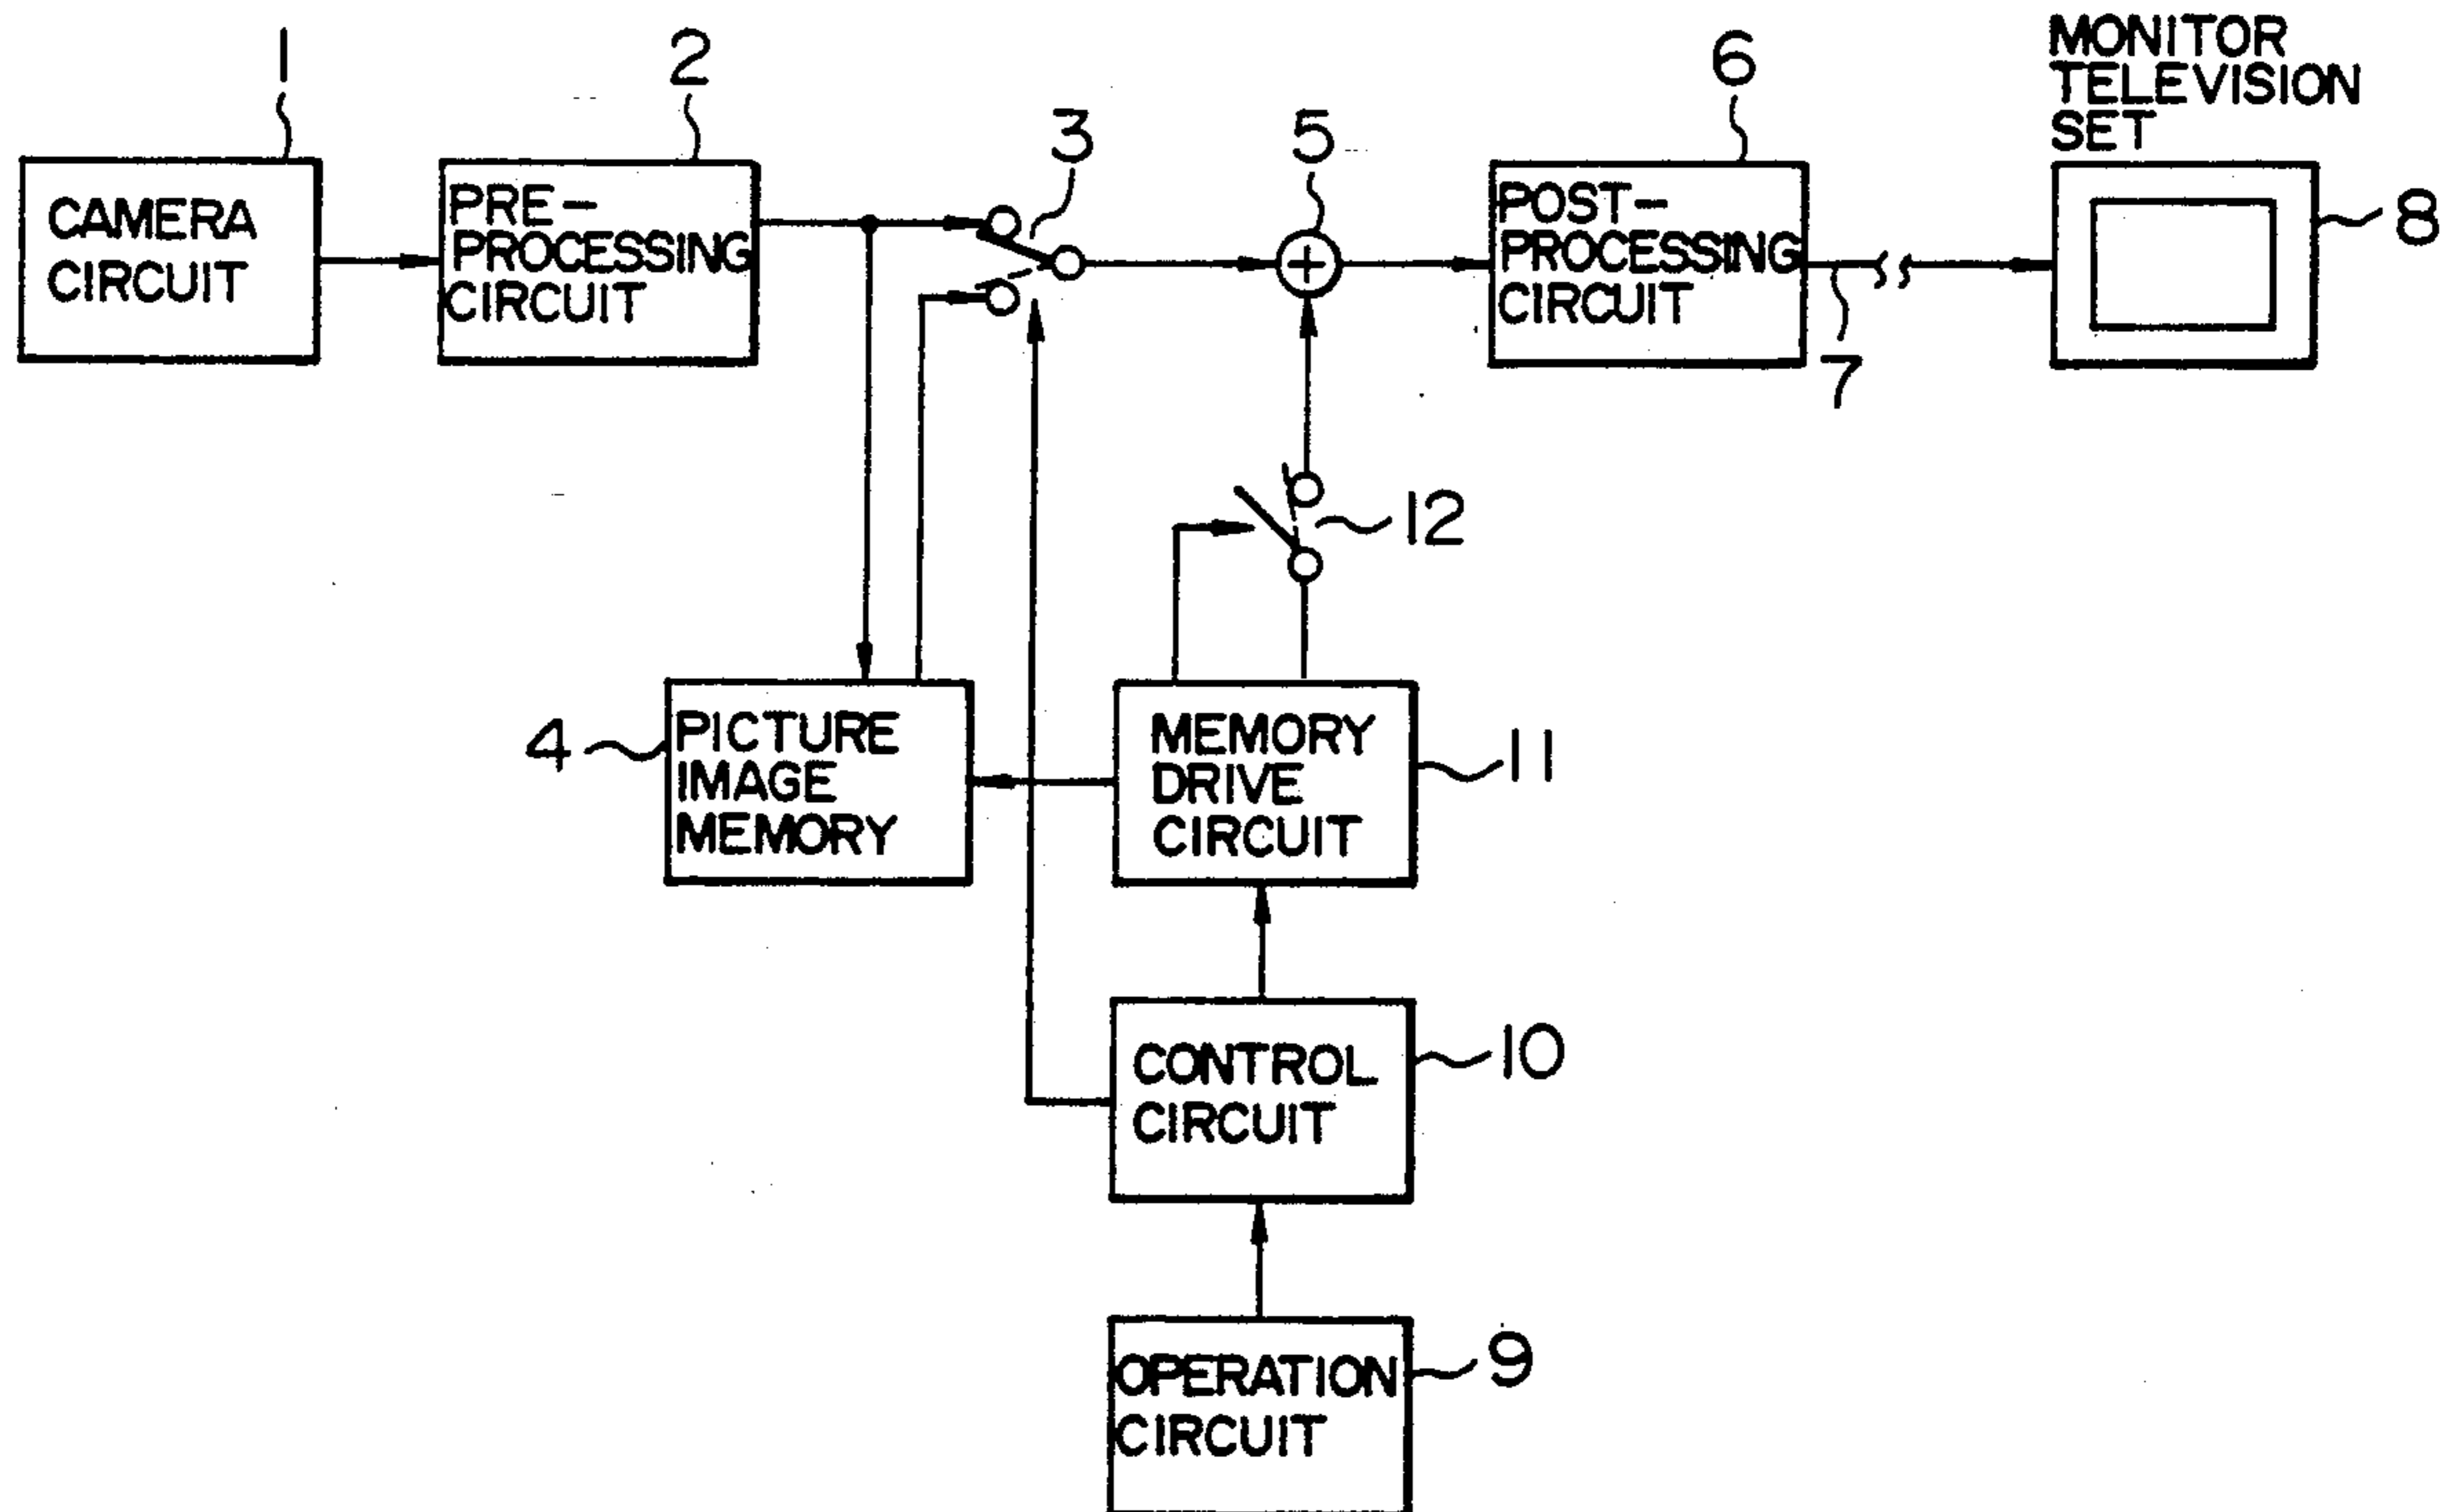 1
2
3
5
6
MONITOR
TELEVISION
SET
CAMERA
CIRCUIT
PRE-
PROCESSING
CIRCUIT
POST-
PROCESSING
CIRCUIT
7
8
12
4
PICTURE
IMAGE
MEMORY
MEMORY
DRIVE
CIRCUIT
11
CONTROL
CIRCUIT
10
OPERATION
CIRCUIT
9